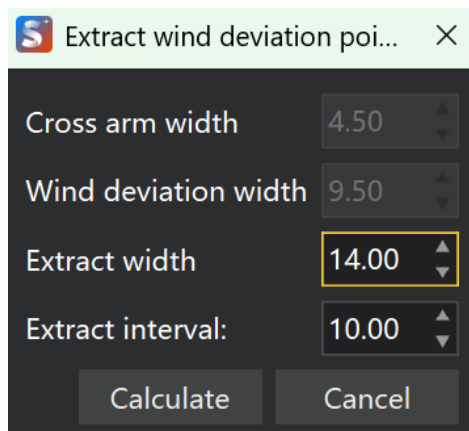 Extract wind deviation poi...
Cross arm width 4.50
Wind deviation width 9.50
Extract width 14.00
Extract interval: 10.00
Calculate Cancel